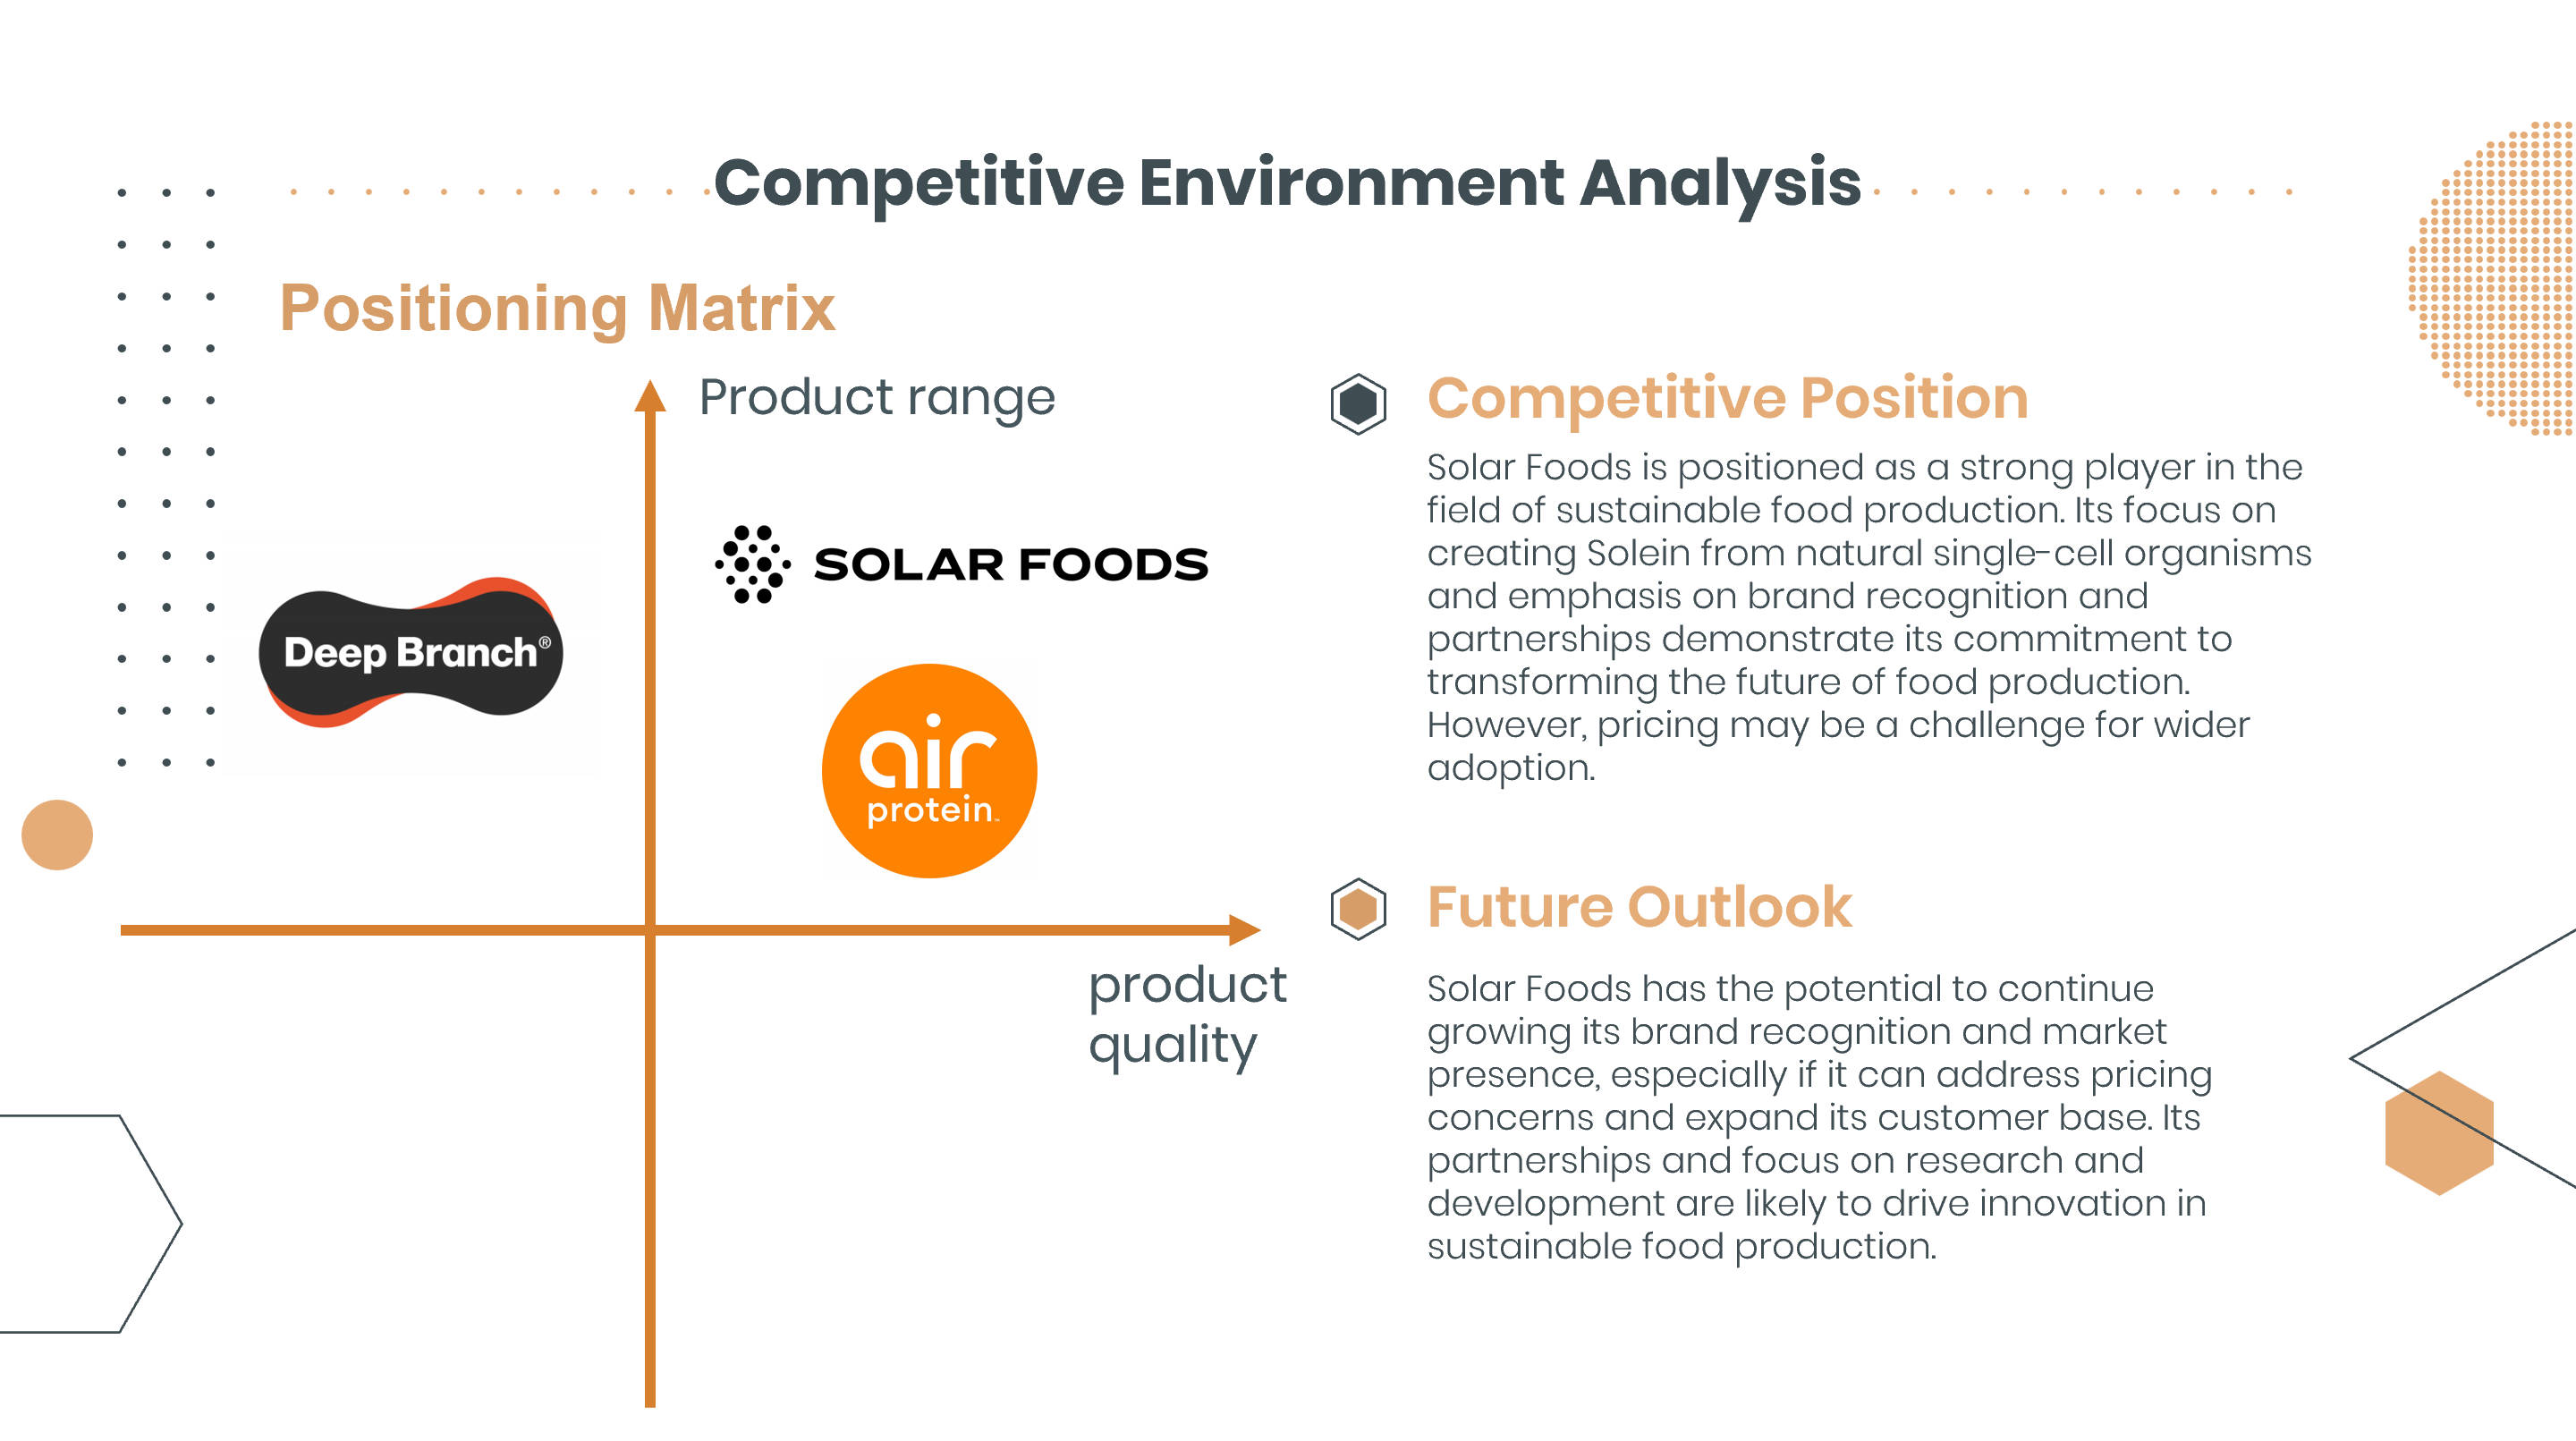 Competitive Environment Analysis
Positioning Matrix
Product range
SOLAR FOODS
Deep Branch®
air
protein™
product
quality
Competitive Position
Solar Foods is positioned as a strong player in the
field of sustainable food production. Its focus on
creating Solein from natural single-cell organisms
and emphasis on brand recognition and
partnerships demonstrate its commitment to
transforming the future of food production.
However, pricing may be a challenge for wider
adoption.
Future Outlook
Solar Foods has the potential to continue
growing its brand recognition and market
presence, especially if it can address pricing
concerns and expand its customer base. Its
partnerships and focus on research and
development are likely to drive innovation in
sustainable food production.